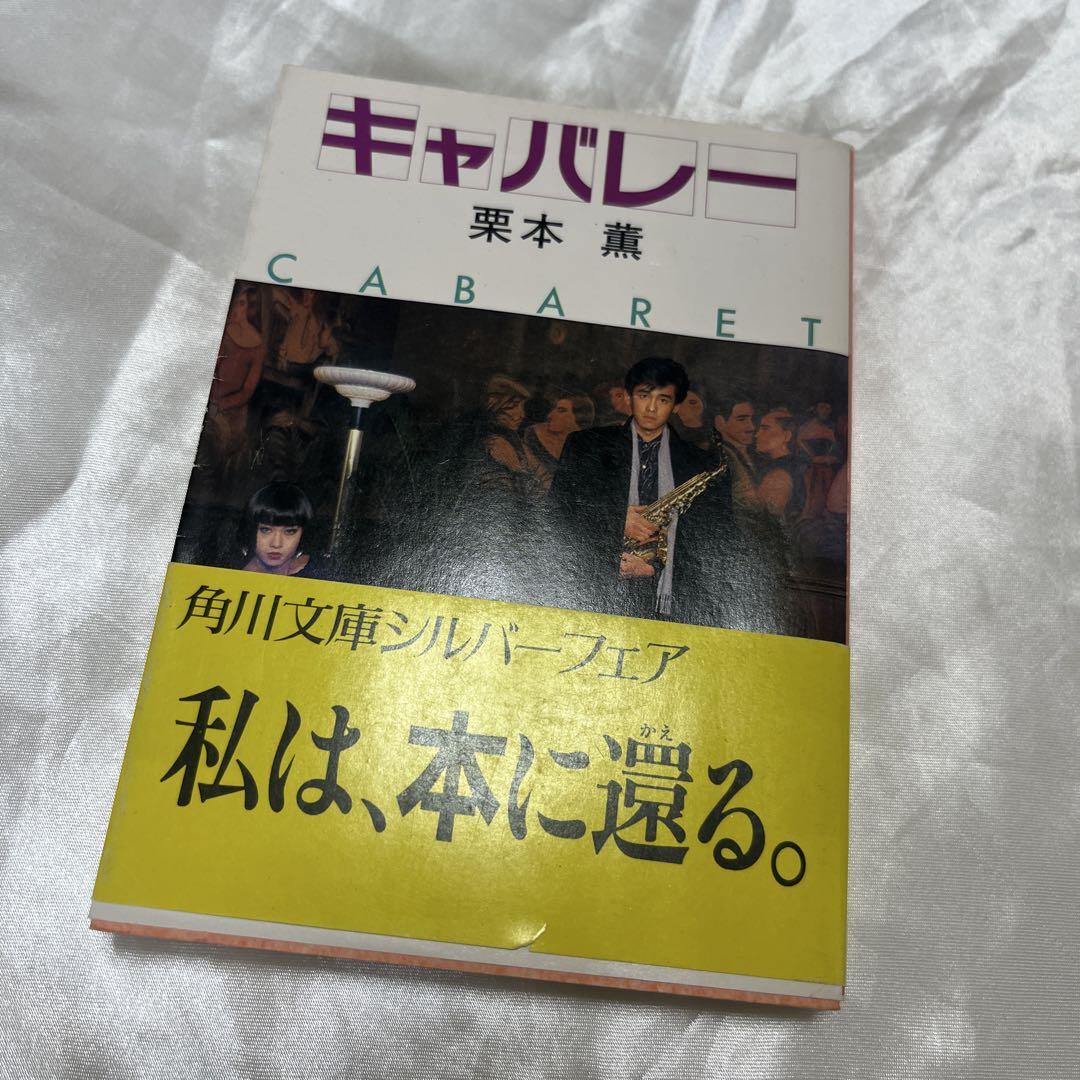 キャバレー
栗本 薫
CABARET
角川文庫シルバーフェア
私は、本に還る。
かえ